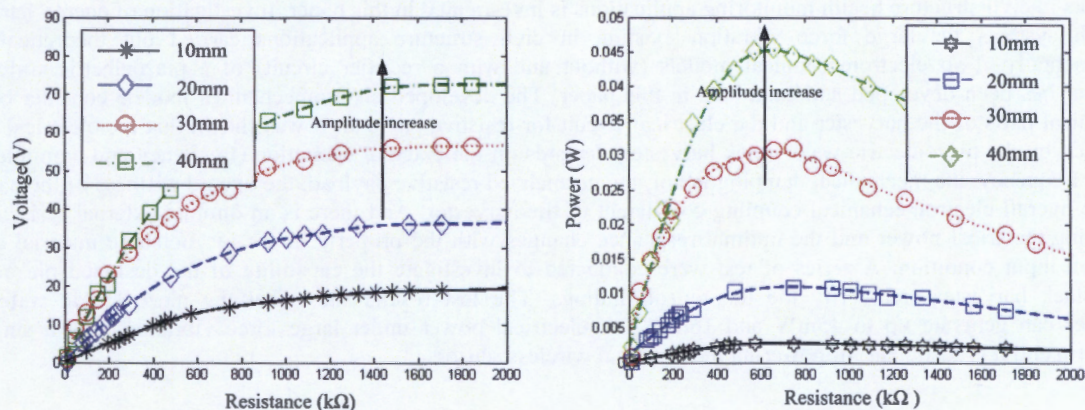 90
80
70
60
50
40
30
20
10
0
Voltage(V)
10mm
20mm
30mm
40mm
Amplitude increase
0 200 400 600 800 1000 1200 1400 1600 1800 2000
Resistance (kΩ)
0.05
0.045
0.04
0.035
0.03
0.025
0.02
0.015
0.01
0.005
0
Power (W)
10mm
20mm
30mm
40mm
Amplitude increase
0 200 400 600 800 1000 1200 1400 1600 1800 2000
Resistance (kΩ)